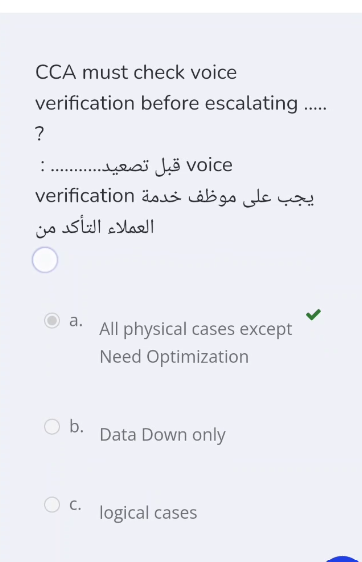 CCA must check voice
verification before escalating .....
?
: ...........قبل تصعيد voice
verification يجب على موظف خدمة
العملاء التأكد من
a. All physical cases except
Need Optimization
b. Data Down only
c. logical cases